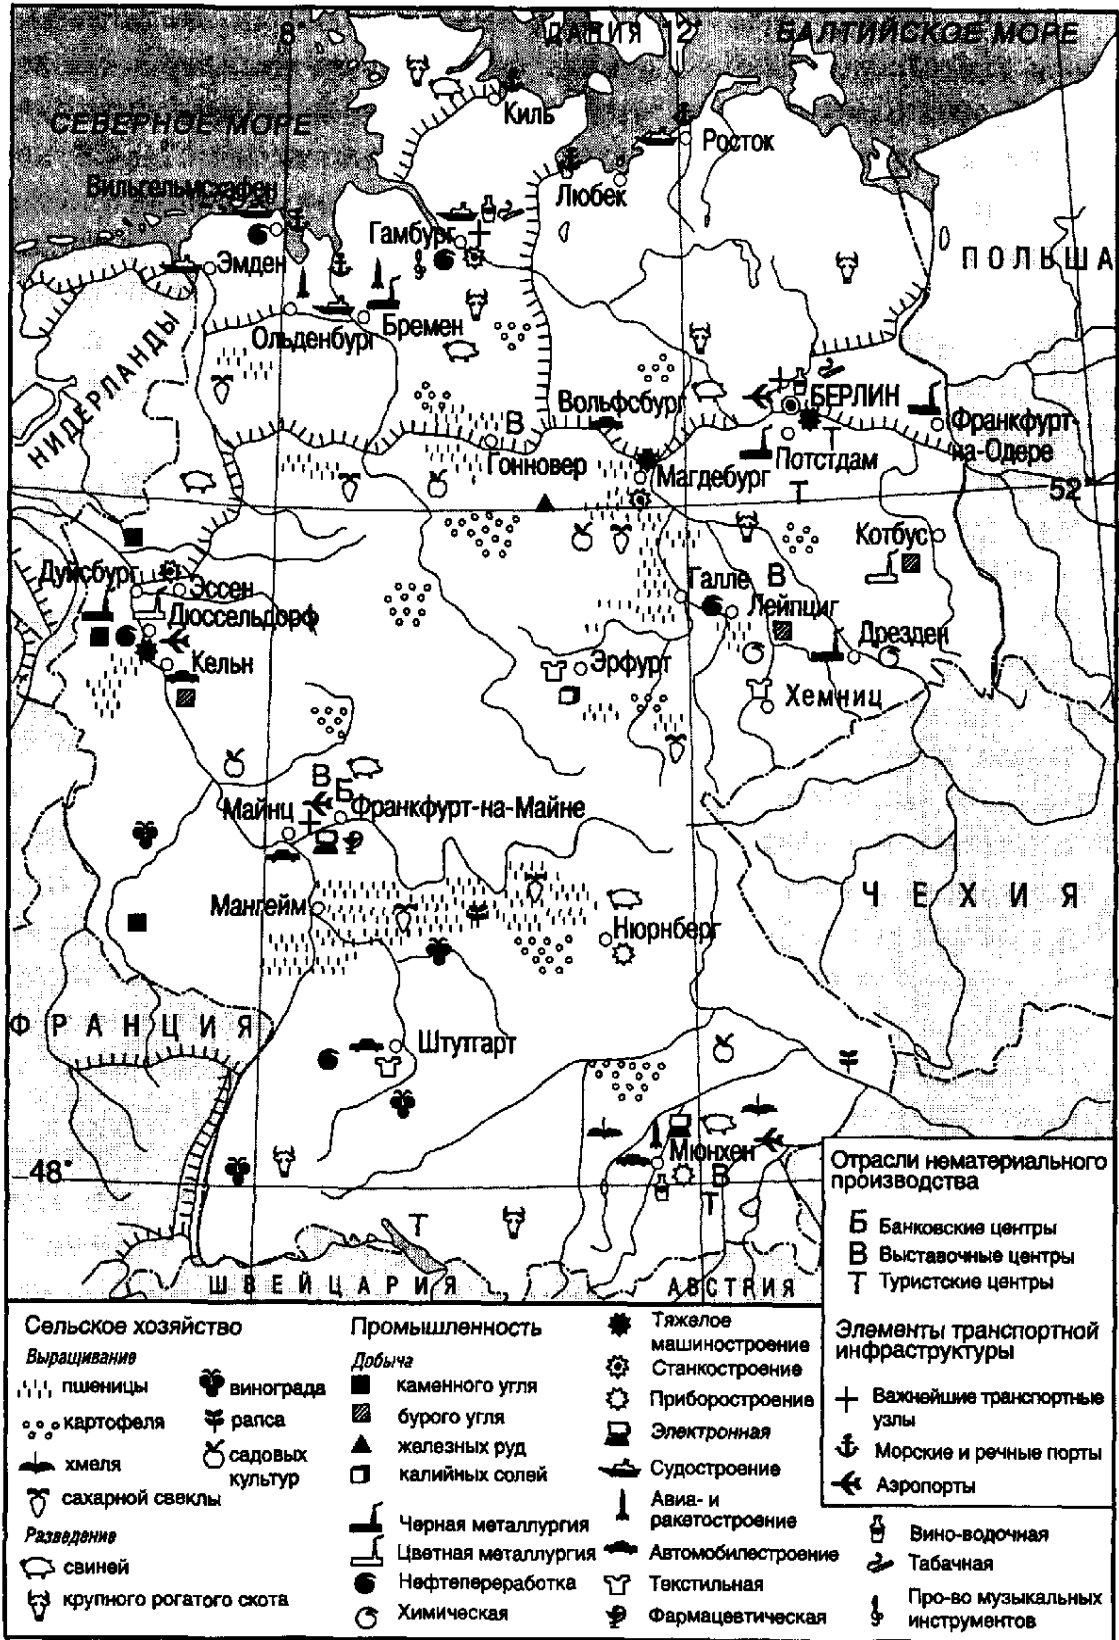 8°
ДАНИЯ
12°
БАЛТИЙСКОЕ МОРЕ
СЕВЕРНОЕ МОРЕ
Киль
Росток
Любек
Вильгельмсхафен
Гамбург
Эмден
ПОЛЬША
НИДЕРЛАНДЫ
Ольденбург
Бремен
Вольфсбург
БЕРЛИН
Франкфурт-
на-Одере
В
Гонновер
Магдебург
Потстдам
Т
Т
52°
Котбус
Дуйсбург
Эссен
Дюссельдорф
Галле
В
Лейпциг
Дрезден
Кельн
Эрфурт
Хемниц
В
Б
Майнц
Франкфурт-на-Майне
Мангейм
Нюрнберг
ЧЕХИЯ
ФРАНЦИЯ
Штутгарт
Мюнхен
В
Т
48°
Т
ШВЕЙЦАРИЯ
АВСТРИЯ
Отрасли нематериального
производства
Б Банковские центры
В Выставочные центры
Т Туристские центры
Элементы транспортной
инфраструктуры
Важнейшие транспортные
узлы
Морские и речные порты
Аэропорты
Сельское хозяйство
Выращивание
пшеницы
картофеля
хмеля
сахарной свеклы
винограда
рапса
садовых
культур
Разведение
свиней
крупного рогатого скота
Промышленность
Добыча
каменного угля
бурого угля
железных руд
калийных солей
Черная металлургия
Цветная металлургия
Нефтепереработка
Химическая
Тяжелое
машиностроение
Станкостроение
Приборостроение
Электронная
Судостроение
Авиа- и
ракетостроение
Автомобилестроение
Текстильная
Фармацевтическая
Вино-водочная
Табачная
Про-во музыкальных
инструментов